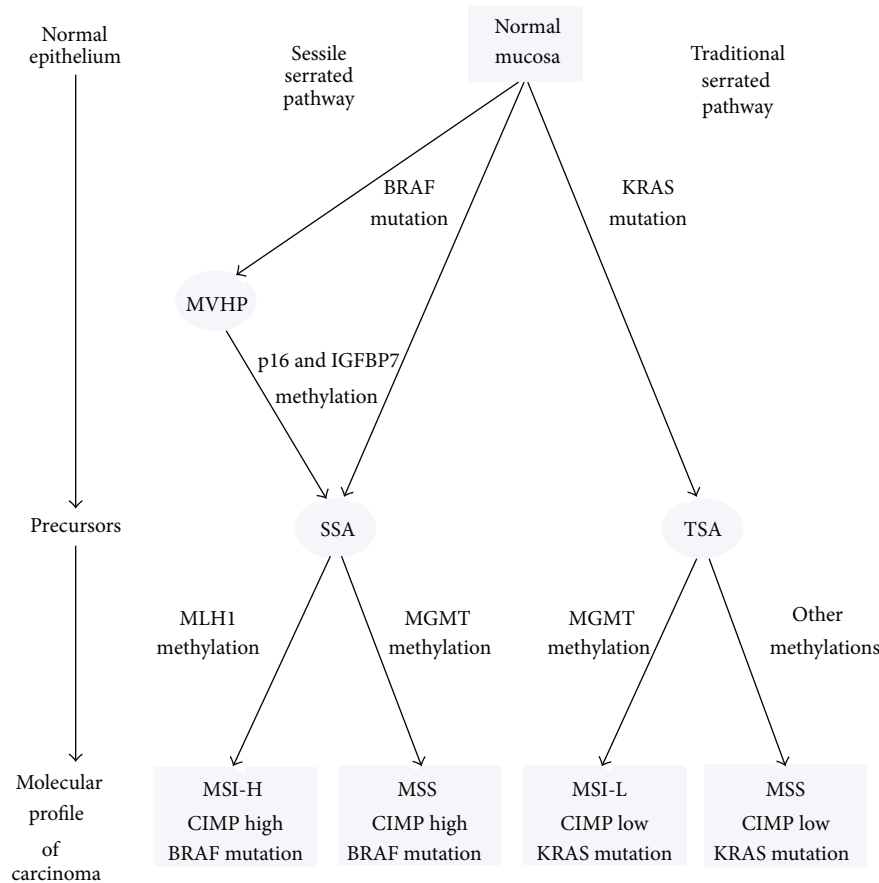 Normal
epithelium
Sessile
serrated
pathway
Normal
mucosa
Traditional
serrated
pathway
BRAF
mutation
KRAS
mutation
MVHP
p16 and IGFBP7
methylation
Precursors
SSA
TSA
MLH1
methylation
MGMT
methylation
MGMT
methylation
Other
methylations
Molecular
profile
of
carcinoma
MSI-H
CIMP high
BRAF mutation
MSS
CIMP high
BRAF mutation
MSI-L
CIMP low
KRAS mutation
MSS
CIMP low
KRAS mutation